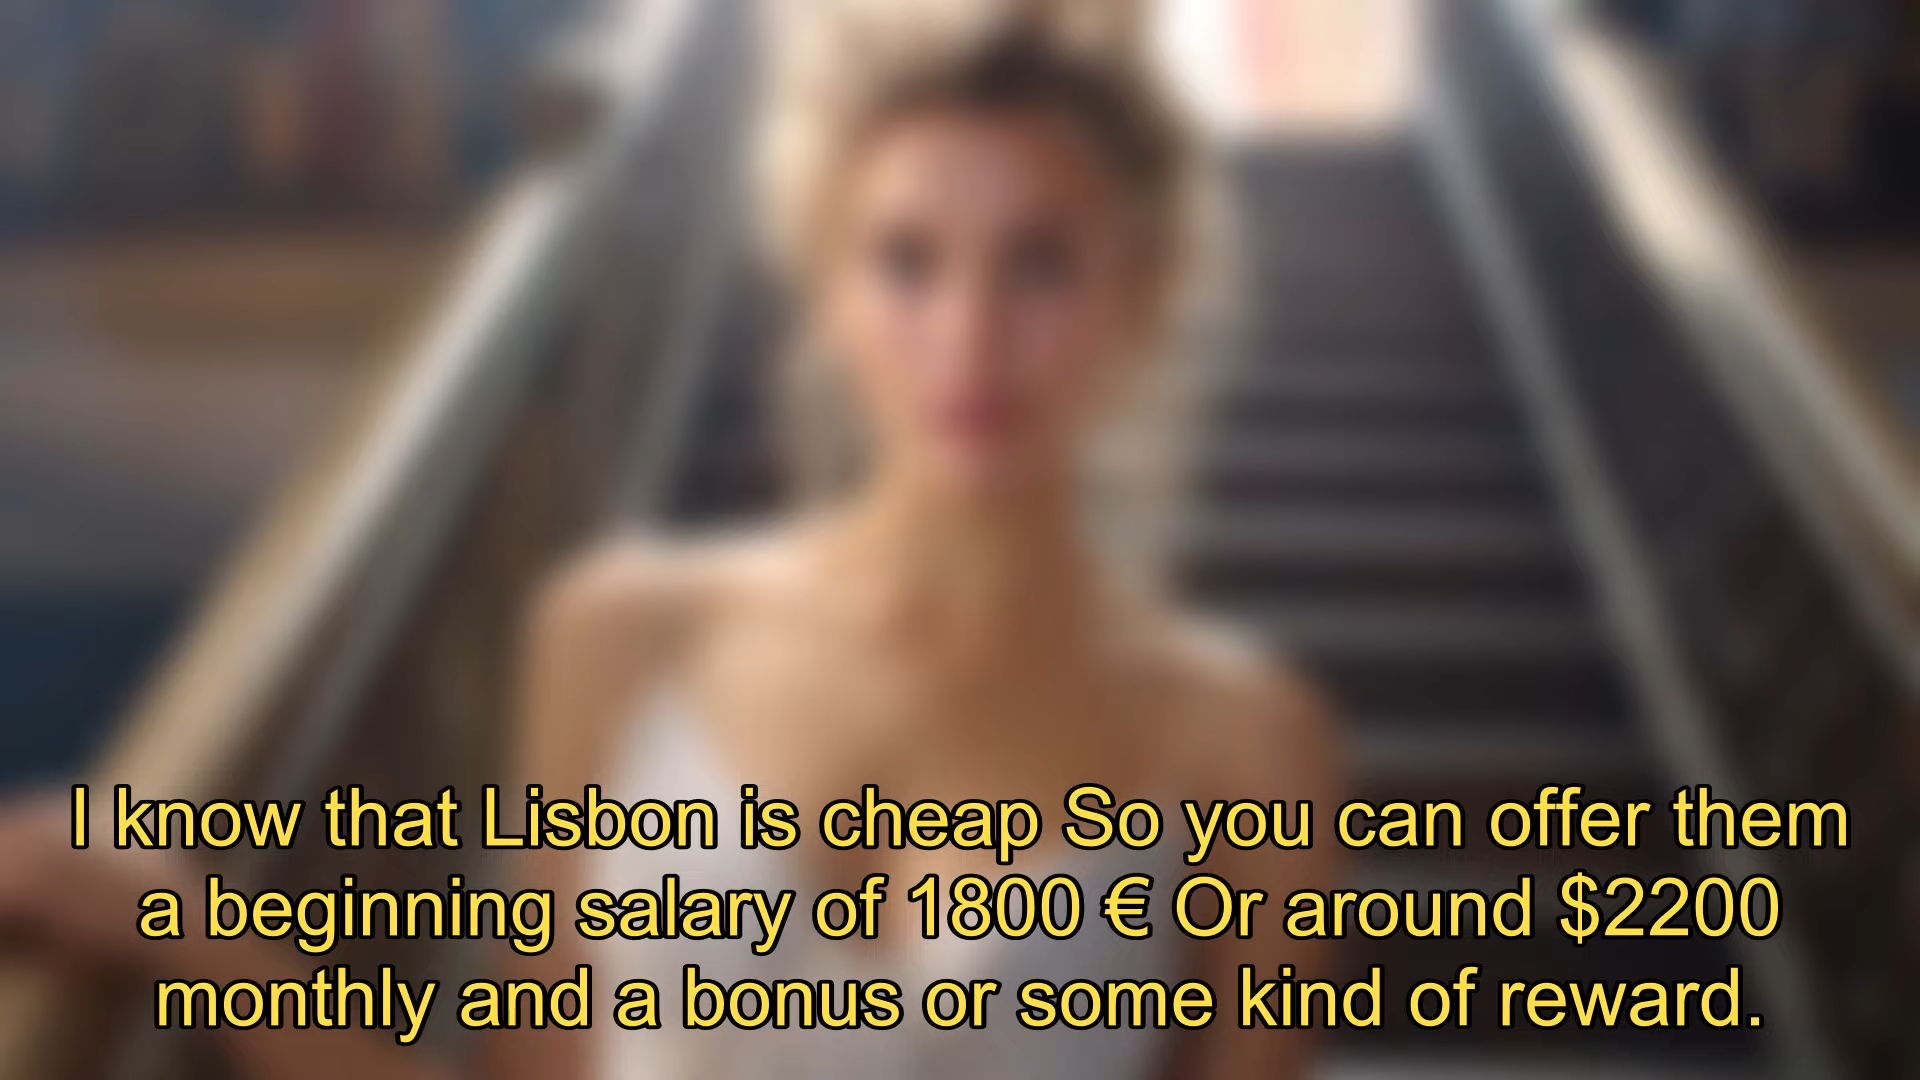 I know that Lisbon is cheap So you can offer them
a beginning salary of 1800 € Or around $2200
monthly and a bonus or some kind of reward.